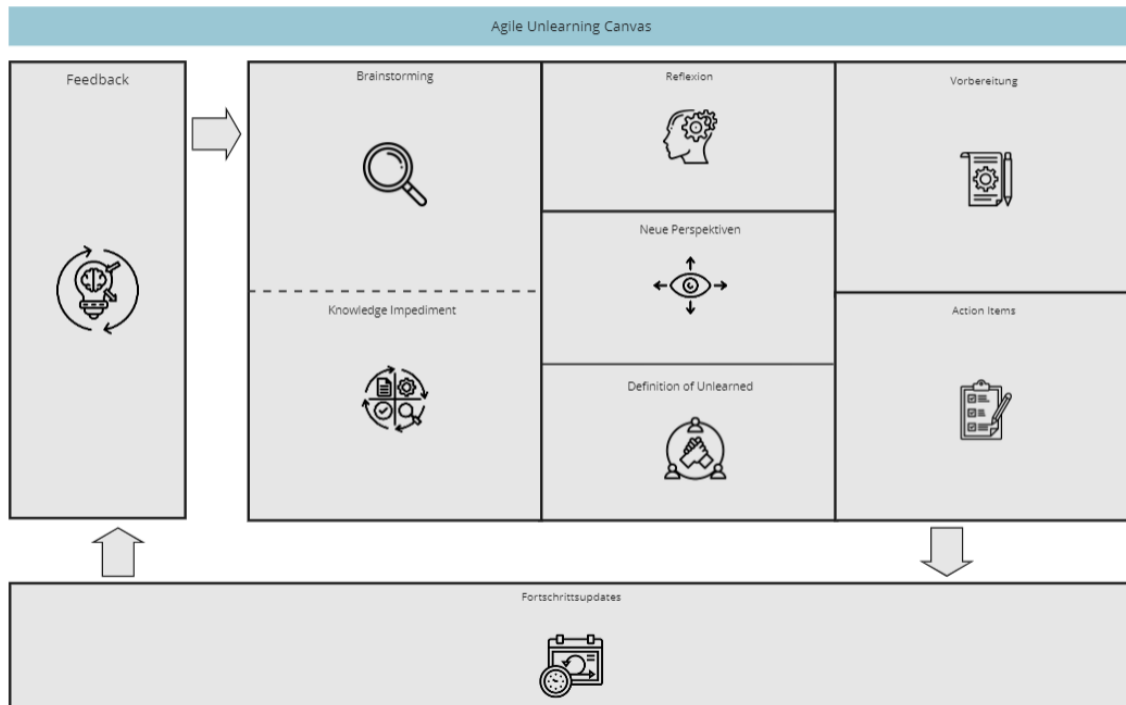 Agile Unlearning Canvas
Feedback
Brainstorming
Knowledge Impediment
Reflexion
Neue Perspektiven
Definition of Unlearned
Vorbereitung
Action Items
Fortschrittsupdates